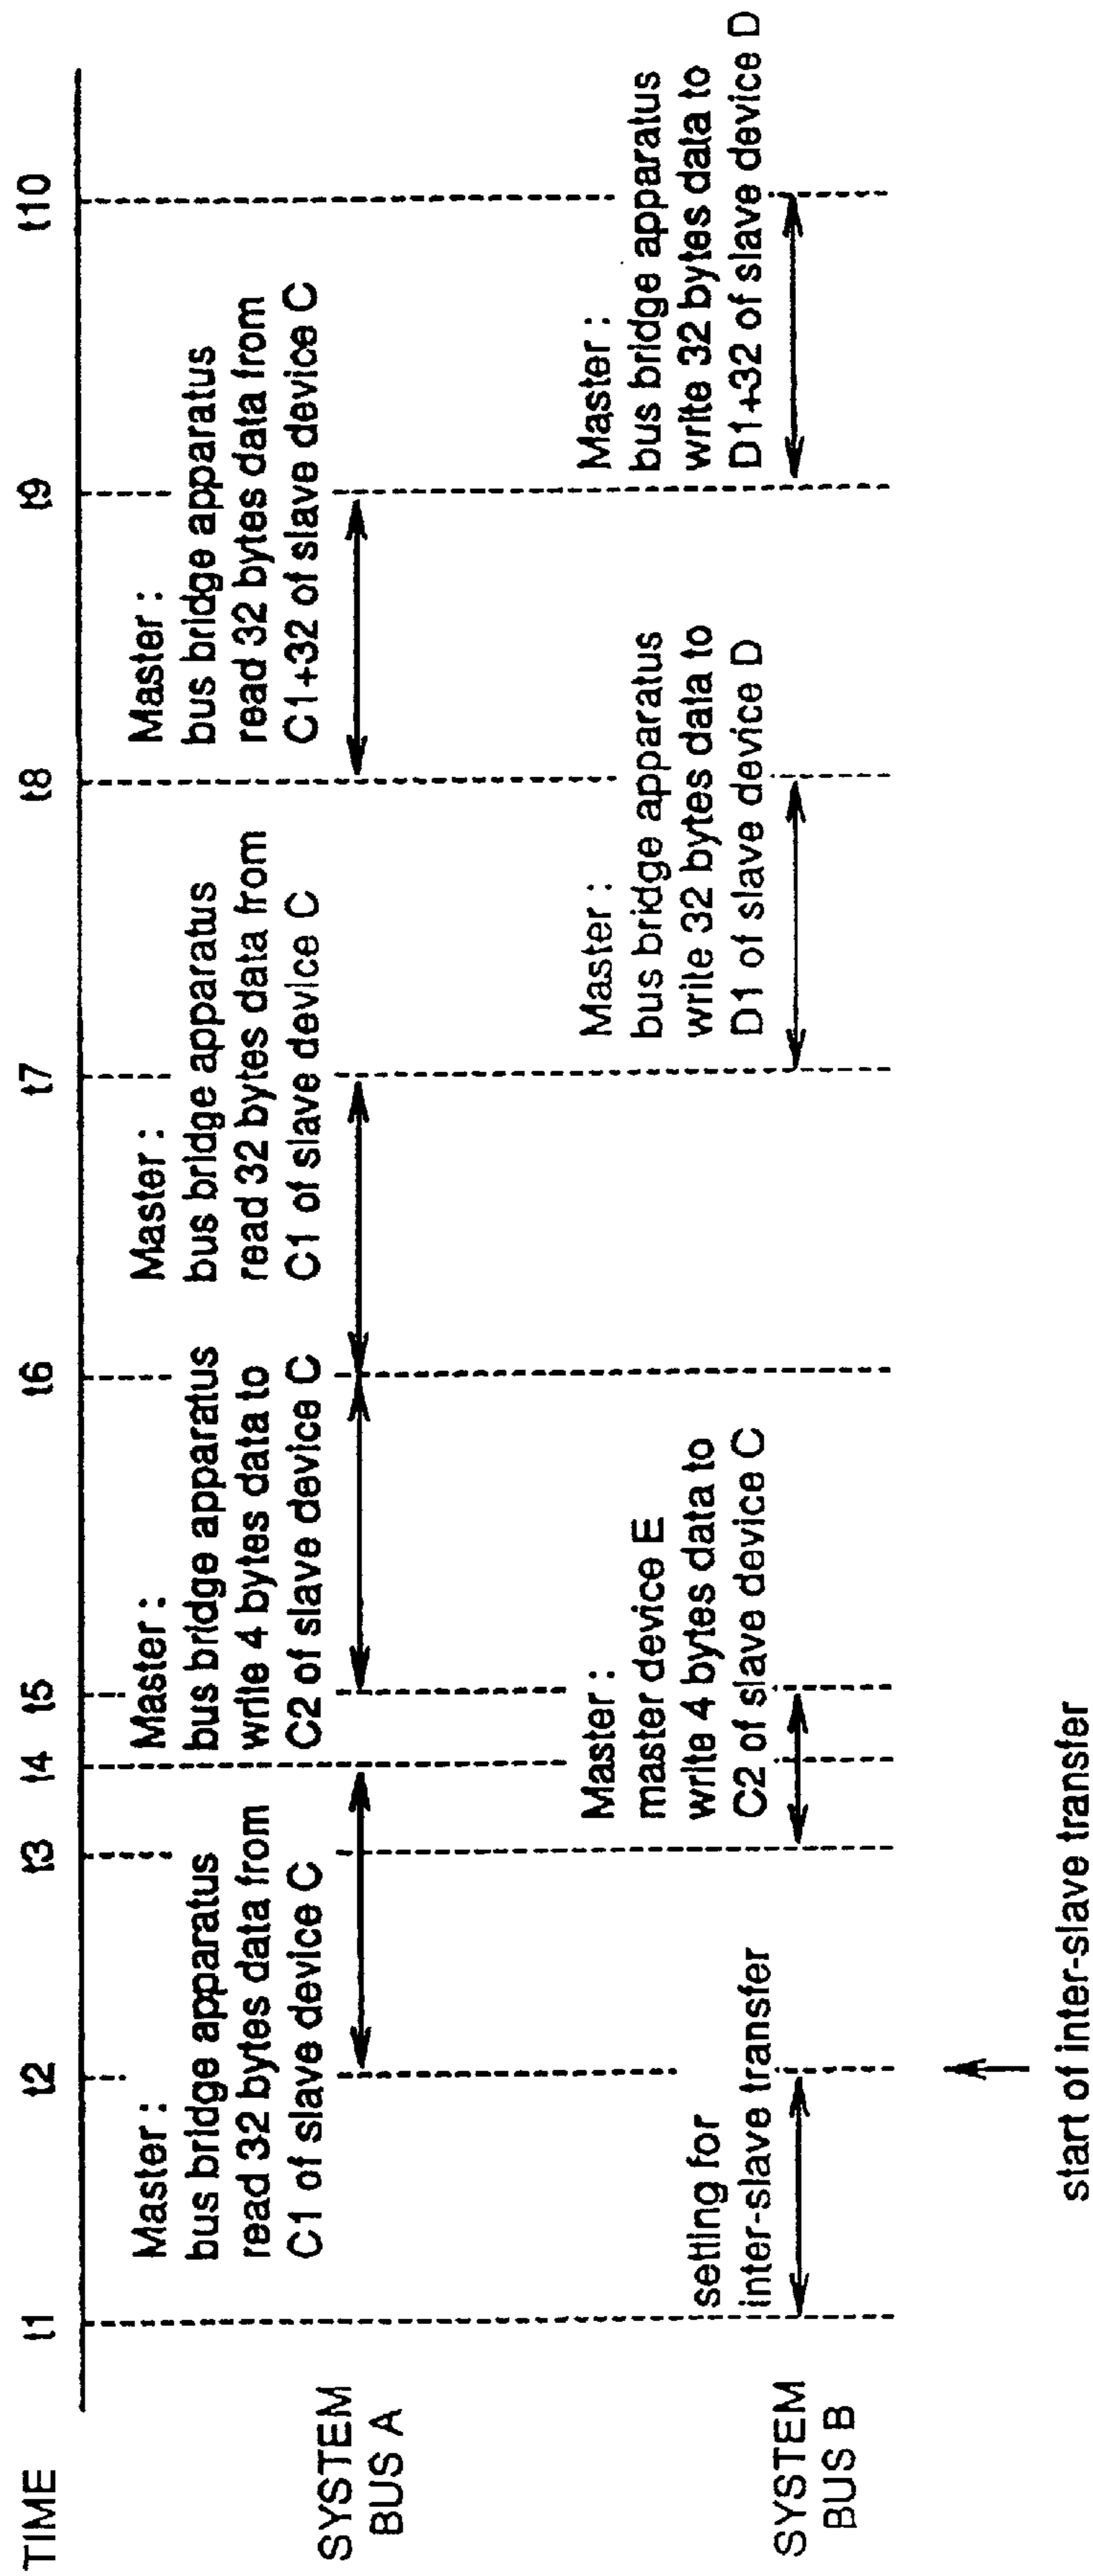 TIME
t1
t2
t3
t4
t5
t6
t7
t8
t9
t10
SYSTEM
BUS A
Master :
bus bridge apparatus
read 32 bytes data from
C1 of slave device C
Master :
bus bridge apparatus
write 4 bytes data to
C2 of slave device C
Master :
bus bridge apparatus
read 32 bytes data from
C1 of slave device C
Master :
bus bridge apparatus
read 32 bytes data from
C1+32 of slave device C
SYSTEM
BUS B
setting for
inter-slave transfer
Master :
master device E
write 4 bytes data to
C2 of slave device C
Master :
bus bridge apparatus
write 32 bytes data to
D1 of slave device D
Master :
bus bridge apparatus
write 32 bytes data to
D1+32 of slave device D
start of inter-slave transfer